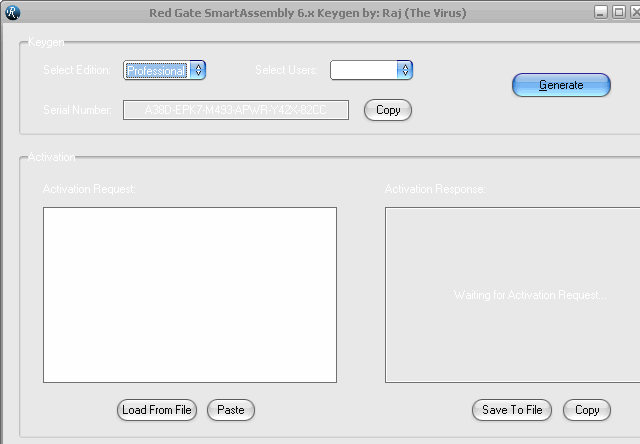 Red Gate SmartAssembly 6.x Keygen by: Raj (The Virus)
Keygen
Select Edition: Professional Select Users:
Generate
Serial Number: A38D-EPK7-M493-APWR-Y4ZX-82CC Copy
Activation
Activation Request: Activation Response:
Waiting for Activation Request...
Load From File Paste Save To File Copy